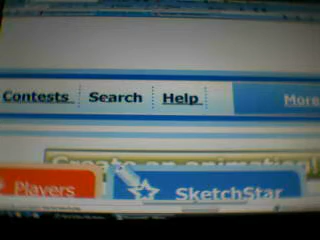 Contests Search Help More
Create an animation!
Players SketchStar